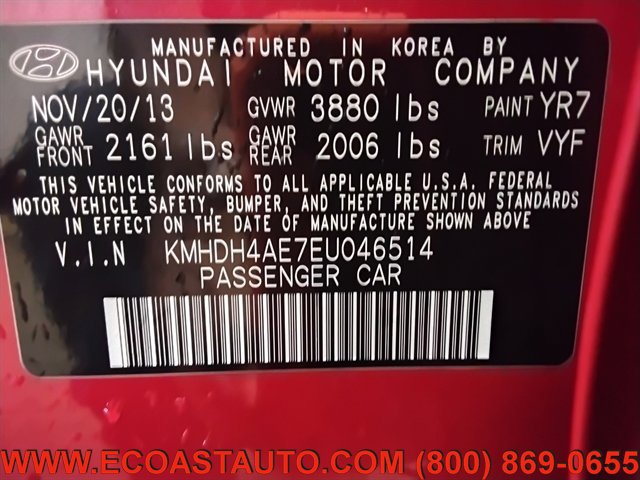 MANUFACTURED IN KOREA BY
HYUNDAI MOTOR COMPANY
NOV/20/13 GVWR 3880 lbs PAINT YR7
GAWR FRONT 2161 lbs GAWR REAR 2006 lbs TRIM VYF
THIS VEHICLE CONFORMS TO ALL APPLICABLE U.S.A. FEDERAL
MOTOR VEHICLE SAFETY, BUMPER, AND THEFT PREVENTION STANDARDS
IN EFFECT ON THE DATE OF MANUFACTURE SHOWN ABOVE
V.I.N KMHDH4AE7EU046514
PASSENGER CAR
WWW.ECOASTAUTO.COM (800) 869-0655